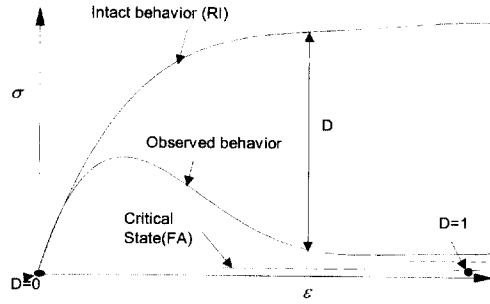 Intact behavior (RI)
σ
D
Observed behavior
Critical
State(FA)
D=1
D=0
ε